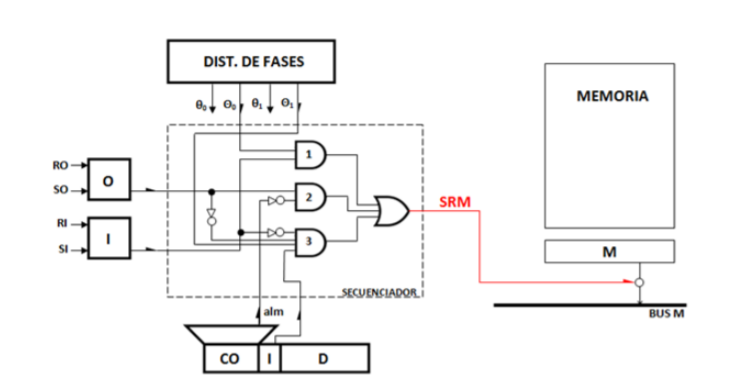 DIST. DE FASES
θ₀ Θ₀ θ₁ Θ₁
MEMORIA
RO
SO
O
RI
SI
I
1
2
3
SRM
M
SECUENCIADOR
BUS M
alm
CO I D